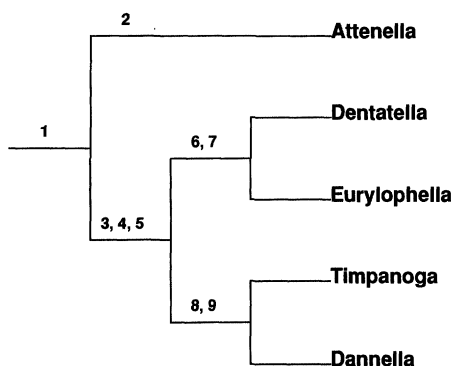 2
Attenella
1
Dentatella
6, 7
Eurylophella
3, 4, 5
Timpanoga
8, 9
Dannella